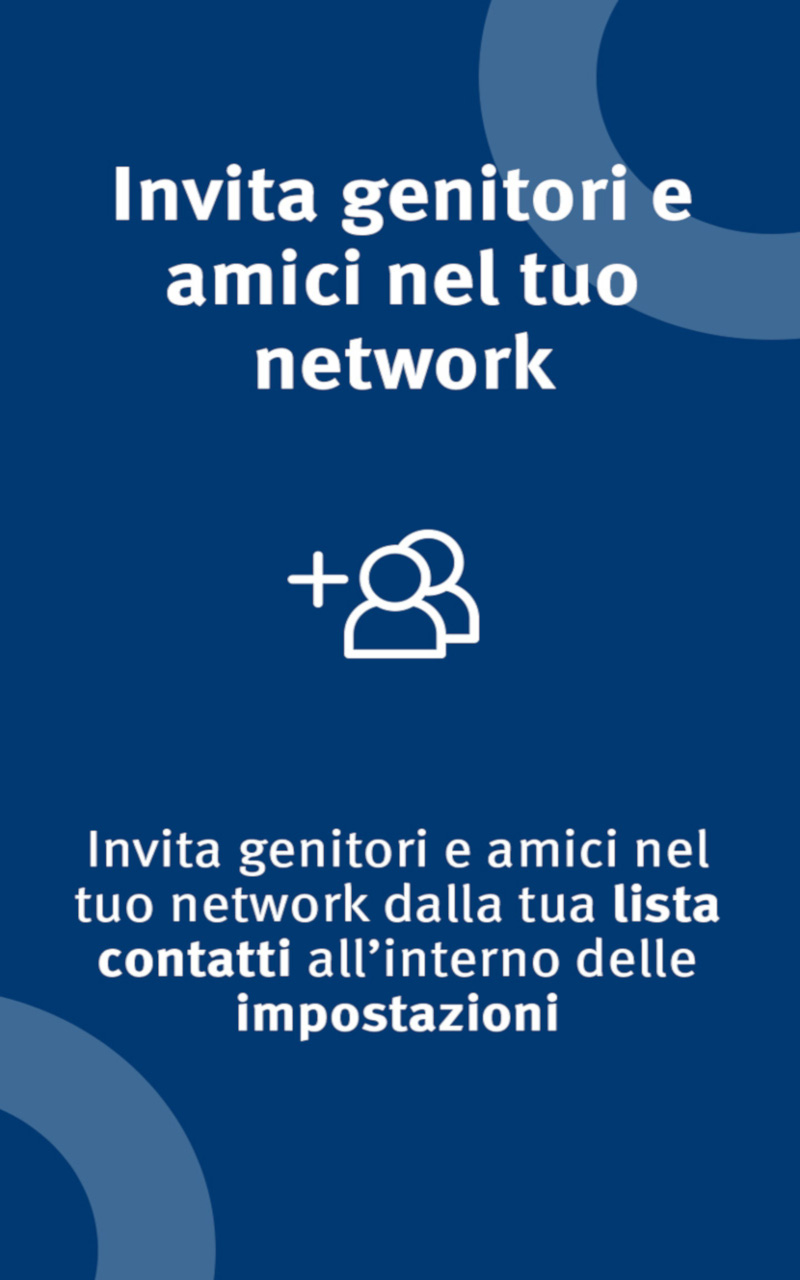 Invita genitori e
amici nel tuo
network
Invita genitori e amici nel
tuo network dalla tua lista
contatti all’interno delle
impostazioni